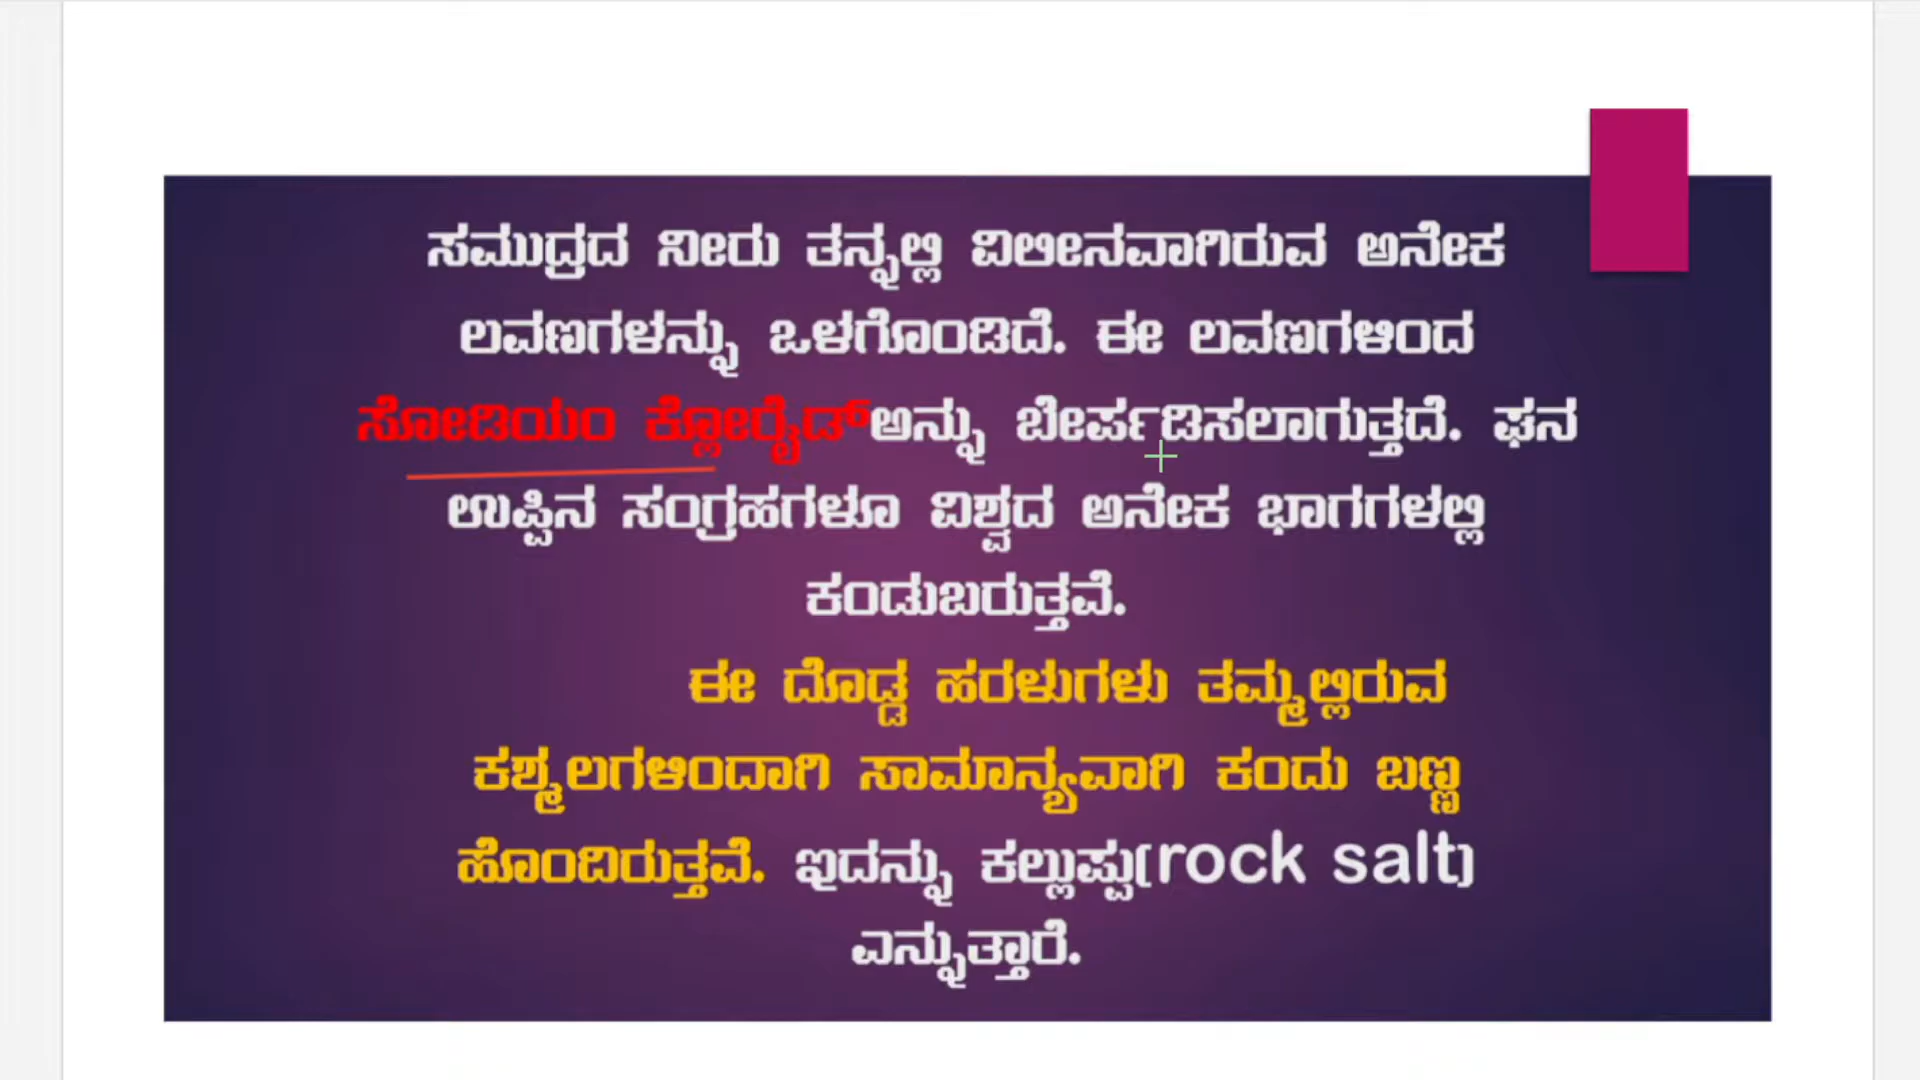 ಸಮುದ್ರದ ನೀರು ತನ್ನಲ್ಲಿ ವಿಲೀನವಾಗಿರುವ ಅನೇಕ
ಲವಣಗಳನ್ನು ಒಳಗೊಂಡಿದೆ. ಈ ಲವಣಗಳಿಂದ
ಸೋಡಿಯಂ ಕ್ಲೋರೈಡ್ಅನ್ನು ಬೇರ್ಪಡಿಸಲಾಗುತ್ತದೆ. ಘನ
ಉಪ್ಪಿನ ಸಂಗ್ರಹಗಳೂ ವಿಶ್ವದ ಅನೇಕ ಭಾಗಗಳಲ್ಲಿ
ಕಂಡುಬರುತ್ತವೆ.
ಈ ದೊಡ್ಡ ಹರಳುಗಳು ತಮ್ಮಲ್ಲಿರುವ
ಕಶ್ಮಲಗಳಿಂದಾಗಿ ಸಾಮಾನ್ಯವಾಗಿ ಕಂದು ಬಣ್ಣ
ಹೊಂದಿರುತ್ತವೆ. ಇದನ್ನು ಕಲ್ಲುಪ್ಪು(rock salt)
ಎನ್ನುತ್ತಾರೆ.